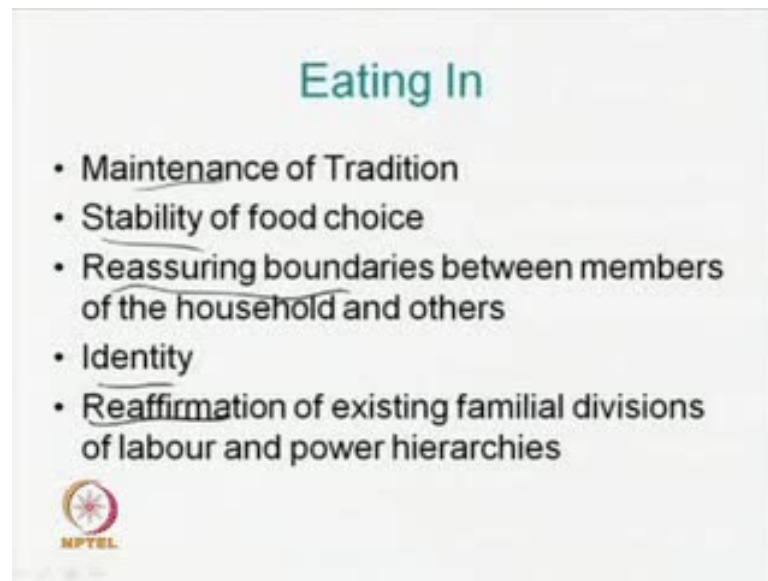 Eating In
• Maintenance of Tradition
• Stability of food choice
• Reassuring boundaries between members
of the household and others
• Identity
• Reaffirmation of existing familial divisions
of labour and power hierarchies
NPTEL